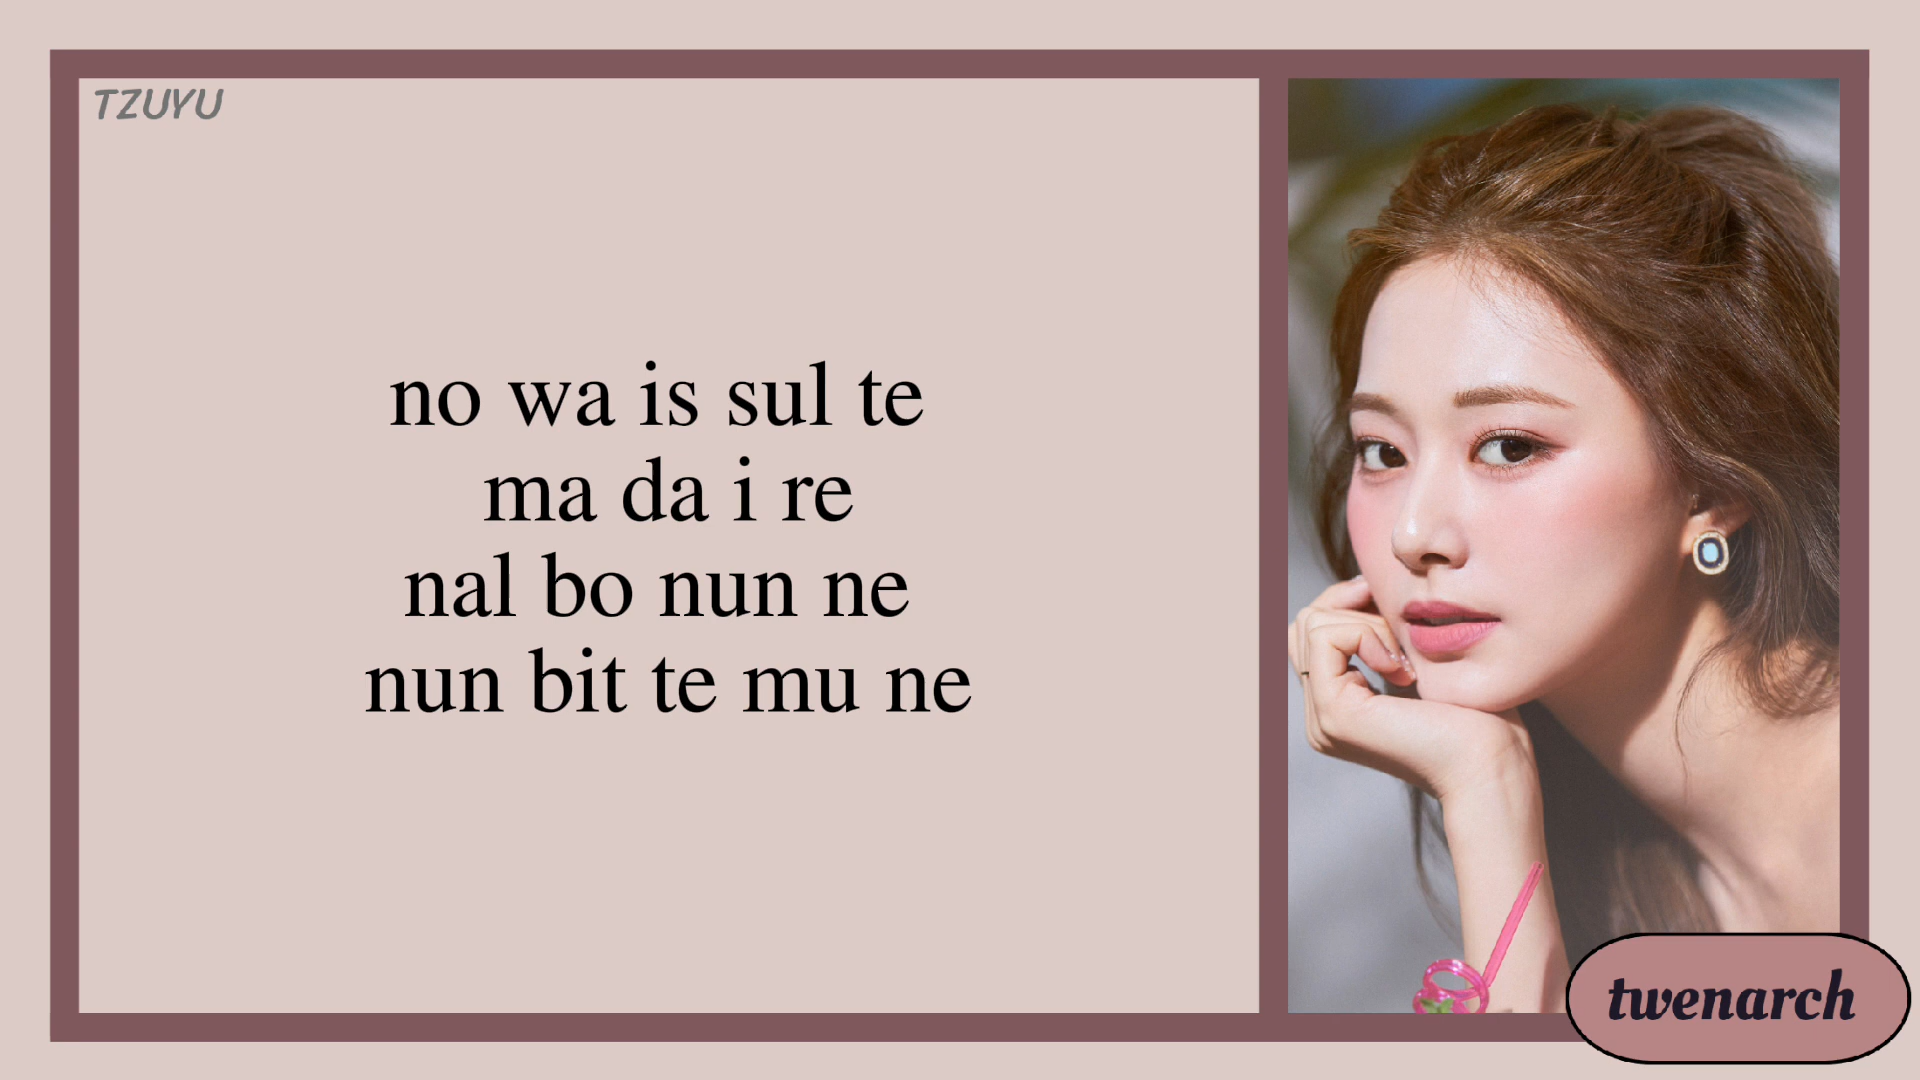 TZUYU
no wa is sul te
ma da i re
nal bo nun ne
nun bit te mu ne
twenarch